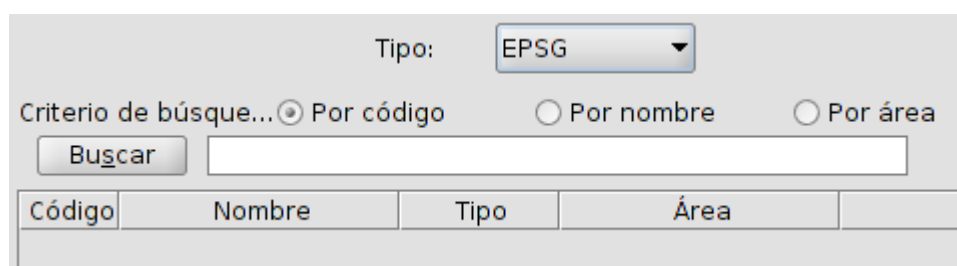 Tipo: EPSG
Criterio de búsque... Por código Por nombre Por área
Buscar
Código Nombre Tipo Área